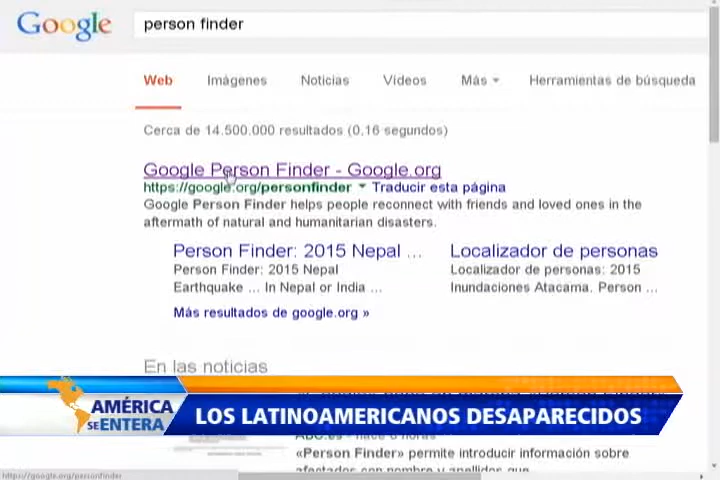 Google
person finder
Web Imágenes Noticias Vídeos Más Herramientas de búsqueda
Cerca de 14.500.000 resultados (0,16 segundos)
Google Person Finder - Google.org
https://google.org/personfinder Traducir esta página
Google Person Finder helps people reconnect with friends and loved ones in the
aftermath of natural and humanitarian disasters.
Person Finder: 2015 Nepal ...
Person Finder: 2015 Nepal
Earthquake ... In Nepal or India ...
Localizador de personas
Localizador de personas: 2015
Inundaciones Atacama. Person ...
Más resultados de google.org »
En las noticias
AMÉRICA
SE ENTERA
LOS LATINOAMERICANOS DESAPARECIDOS
«Person Finder» permite introducir información sobre
https://google.org/personfinder